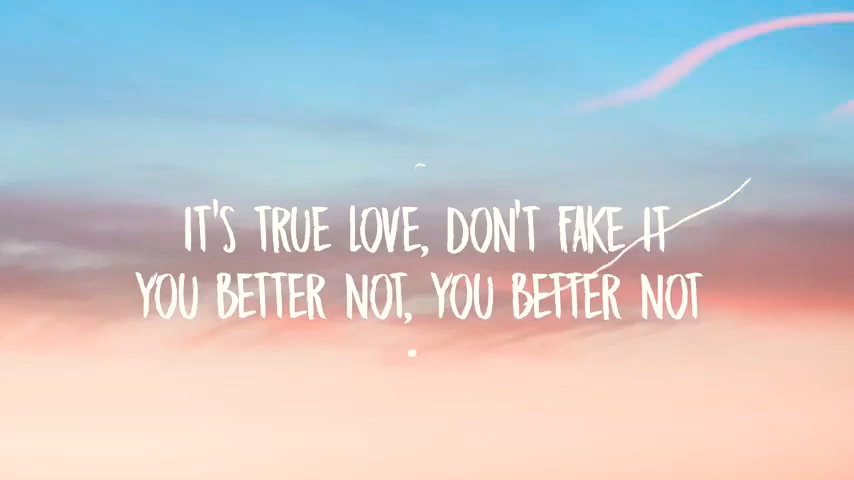 IT'S TRUE LOVE, DON'T FAKE IT
YOU BETTER NOT, YOU BETTER NOT